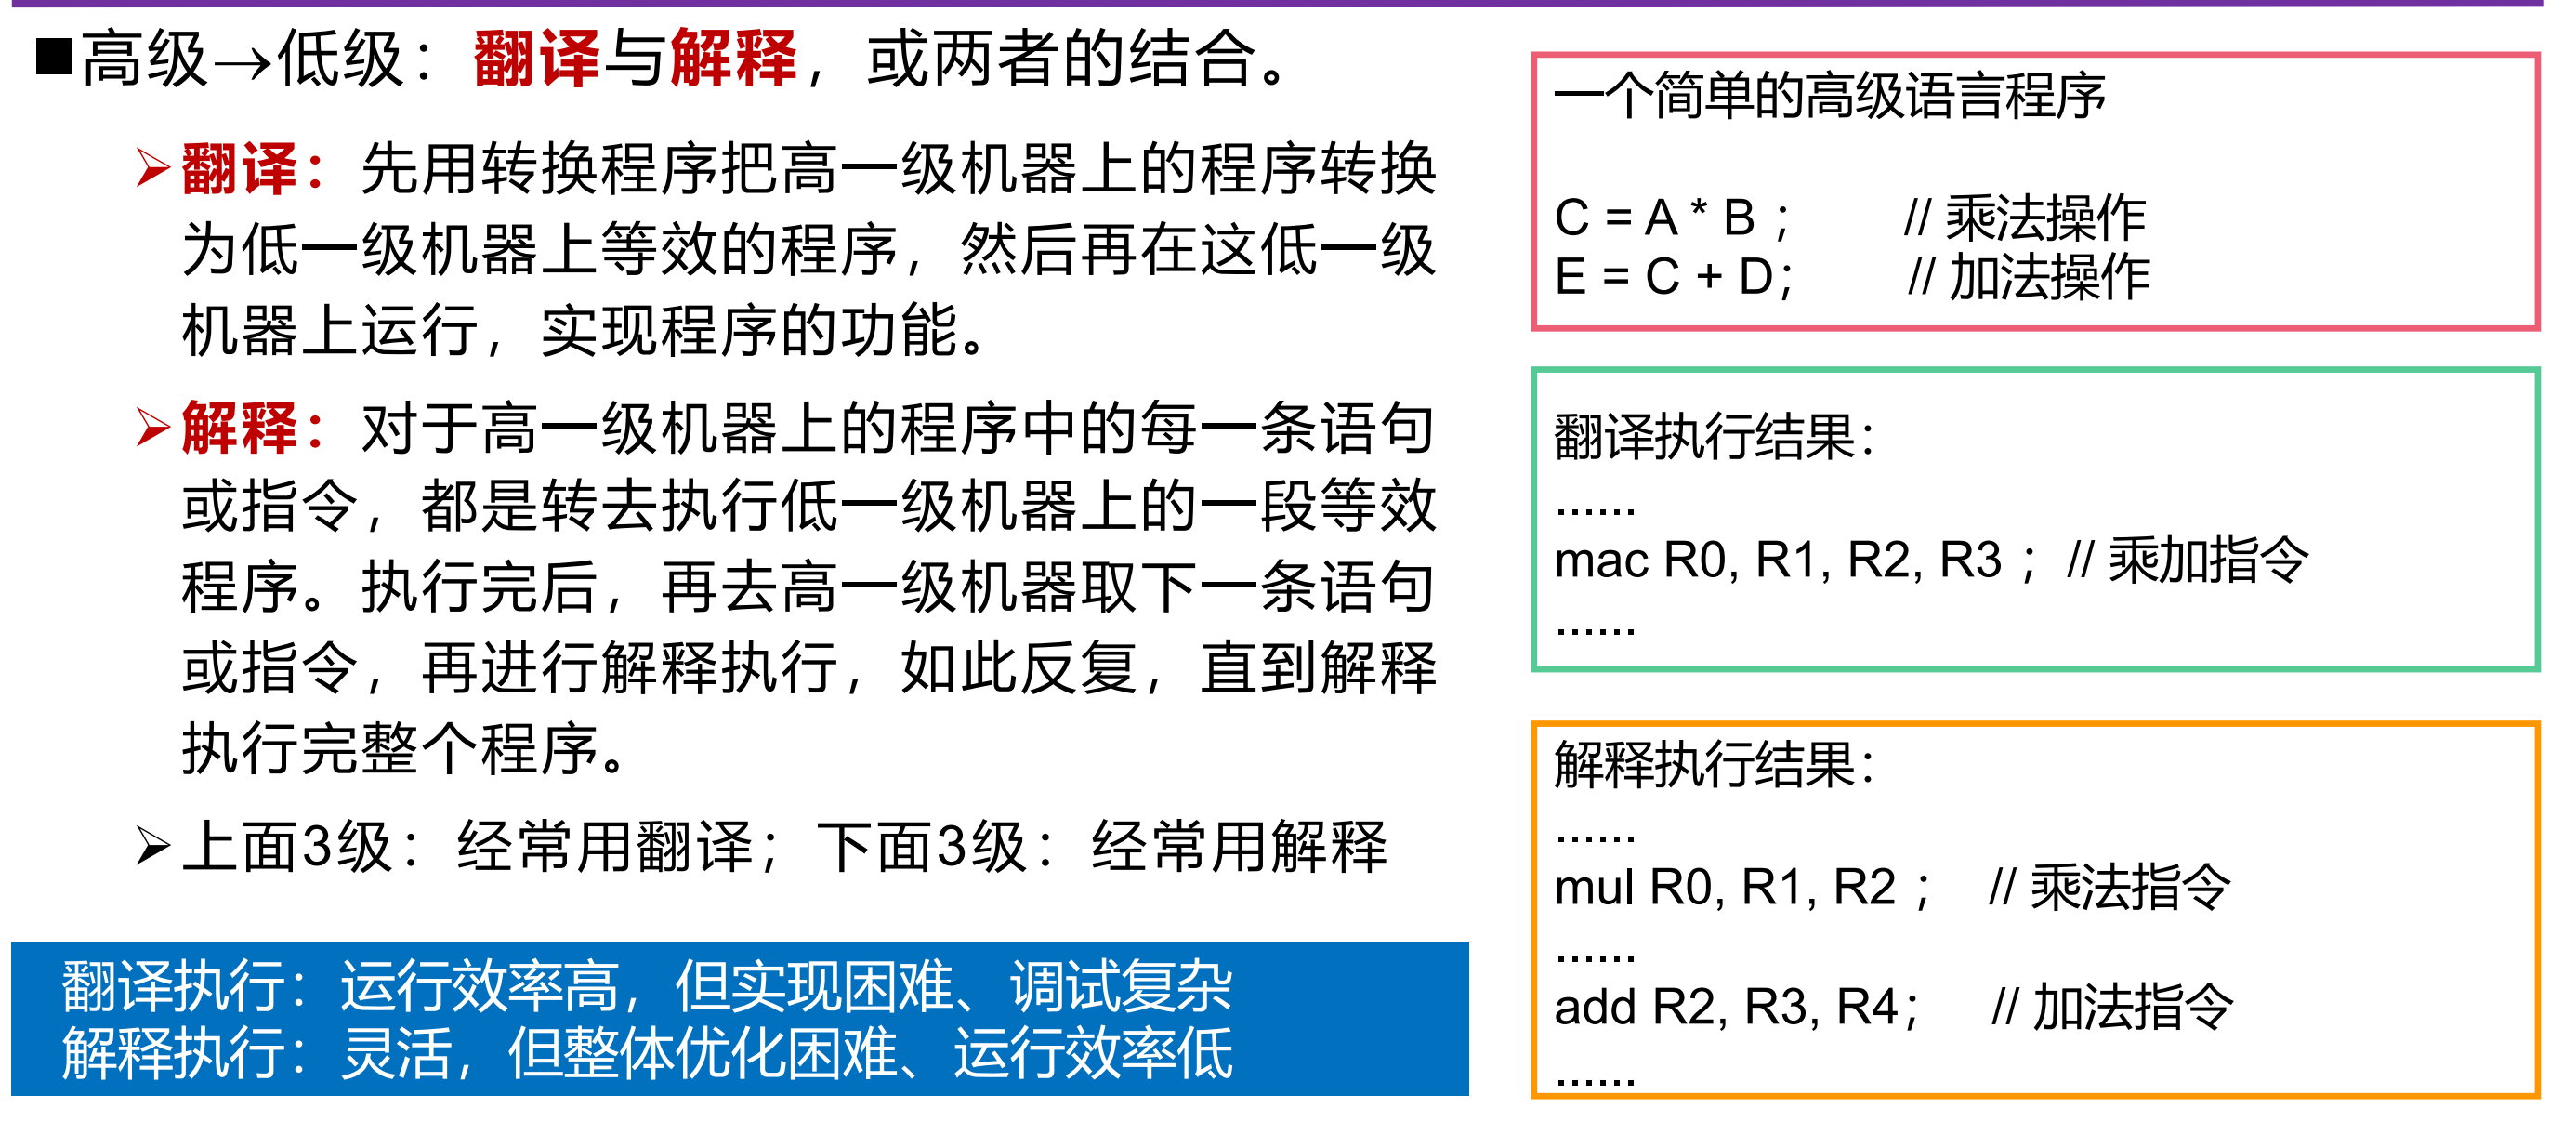 ■高级→低级：翻译与解释，或两者的结合。
➢翻译：先用转换程序把高一级机器上的程序转换
为低一级机器上等效的程序，然后再在这低一级
机器上运行，实现程序的功能。
➢解释：对于高一级机器上的程序中的每一条语句
或指令，都是转去执行低一级机器上的一段等效
程序。执行完后，再去高一级机器取下一条语句
或指令，再进行解释执行，如此反复，直到解释
执行完整个程序。
➢上面3级：经常用翻译；下面3级：经常用解释
翻译执行：运行效率高，但实现困难、调试复杂
解释执行：灵活，但整体优化困难、运行效率低
一个简单的高级语言程序
C = A * B ； // 乘法操作
E = C + D； // 加法操作
翻译执行结果：
……
mac R0, R1, R2, R3 ；// 乘加指令
……
解释执行结果：
……
mul R0, R1, R2 ； // 乘法指令
……
add R2, R3, R4； // 加法指令
……